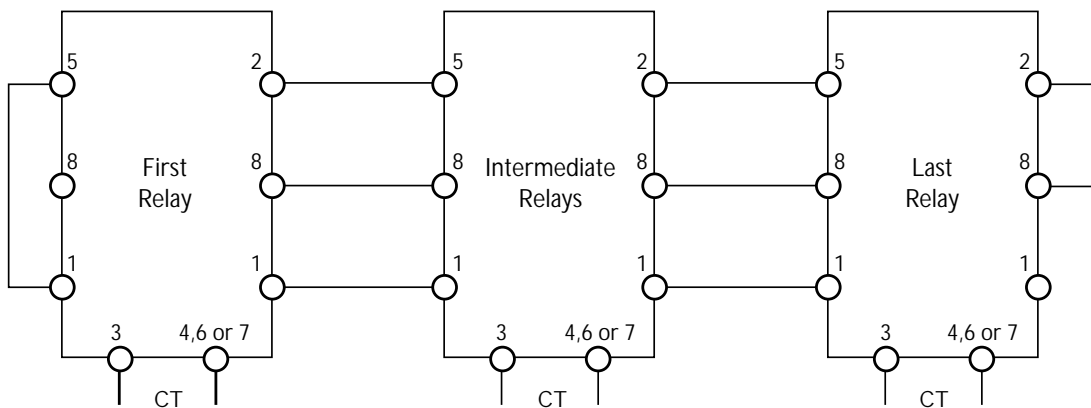 5 2 5 2 5 2
8 8 8 8 8 8
First
Relay
Intermediate
Relays
Last
Relay
1 1 1 1 1 1
3 4,6 or 7 3 4,6 or 7 3 4,6 or 7
CT CT CT